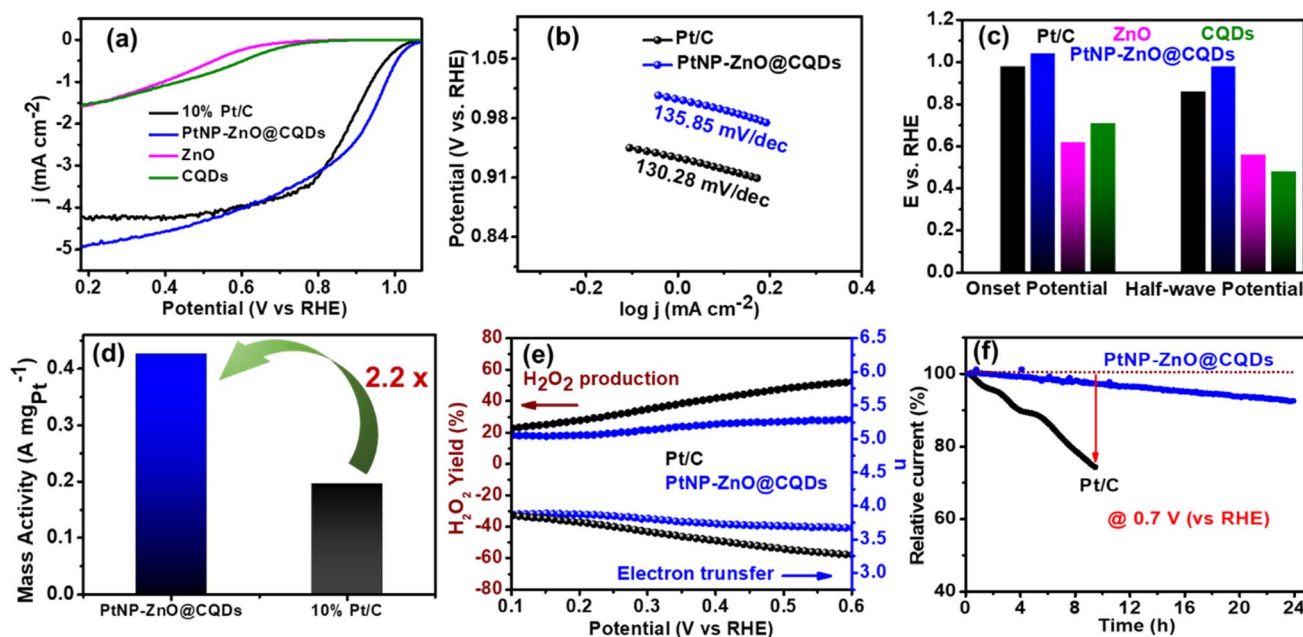 (a)
0
-1
-2
-3
-4
-5
j (mA cm-2)
10% Pt/C
PtNP-ZnO@CQDs
ZnO
CQDs
0.2 0.4 0.6 0.8 1.0
Potential (V vs RHE)
(b)
Pt/C
PtNP-ZnO@CQDs
1.05
0.98
0.91
0.84
Potential (V vs. RHE)
135.85 mV/dec
130.28 mV/dec
-0.2 0.0 0.2 0.4
log j (mA cm-2)
(c)
Pt/C ZnO CQDs
PtNP-ZnO@CQDs
1.2
1.0
0.8
0.6
0.4
0.2
0.0
E vs. RHE
Onset Potential Half-wave Potential
(d)
0.4
0.3
0.2
0.1
0.0
Mass Activity (A mgPt-1)
2.2 x
PtNP-ZnO@CQDs 10% Pt/C
(e)
80
60
40
20
0
-20
-40
-60
-80
H2O2 Yield (%)
H2O2 production
Pt/C
PtNP-ZnO@CQDs
Electron trunsfer
6.5
6.0
5.5
5.0
4.5
4.0
3.5
3.0
n
0.1 0.2 0.3 0.4 0.5 0.6
Potential (V vs RHE)
(f)
PtNP-ZnO@CQDs
100
80
60
40
Relative current (%)
Pt/C
@ 0.7 V (vs RHE)
0 4 8 12 16 20 24
Time (h)